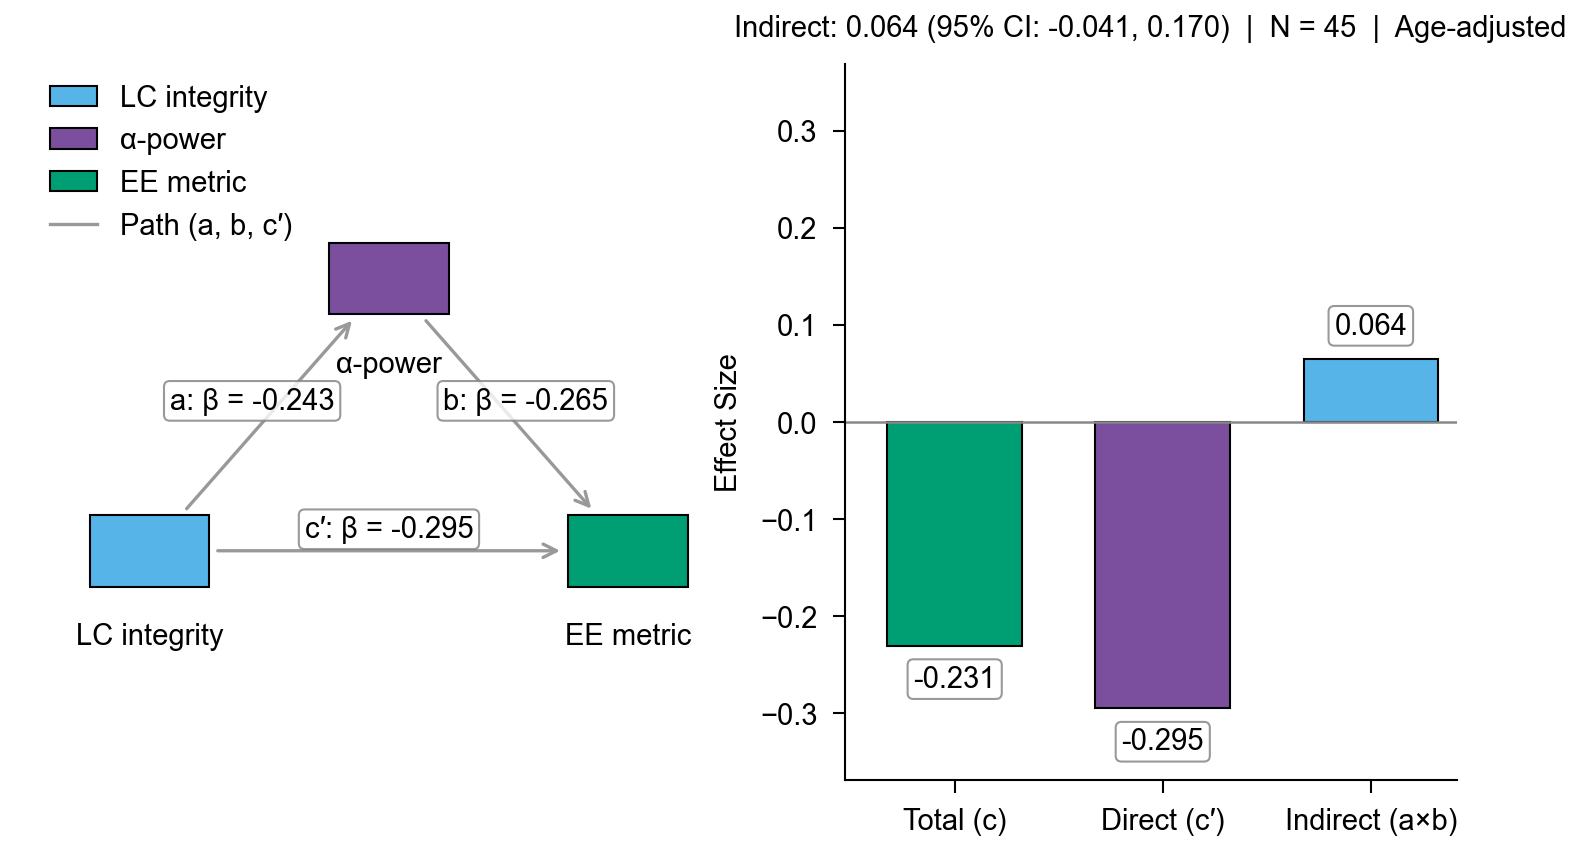 Indirect: 0.064 (95% CI: -0.041, 0.170) | N = 45 | Age-adjusted
LC integrity
α-power
EE metric
Path (a, b, c′)
α-power
a: β = -0.243
b: β = -0.265
c′: β = -0.295
LC integrity
EE metric
Effect Size
0.3
0.2
0.1
0.0
−0.1
−0.2
−0.3
0.064
-0.231
-0.295
Total (c)
Direct (c′)
Indirect (a×b)